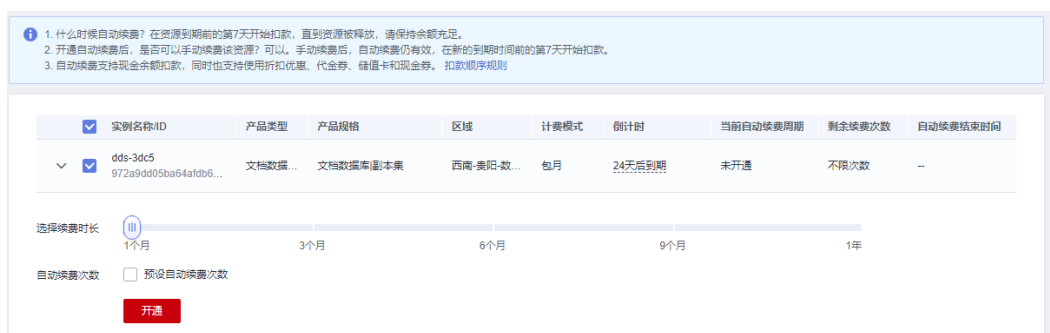 1. 什么时候自动续费？在资源到期前的第7天开始扣款，直到资源被释放，请保持余额充足。
2. 开通自动续费后，是否可以手动续费该资源？可以。手动续费后，自动续费仍有效，在新的到期时间前的第7天开始扣款。
3. 自动续费支持现金余额扣款，同时也支持使用折扣优惠、代金券、储值卡和现金券。 扣款顺序规则
实例名称/ID 产品类型 产品规格 区域 计费模式 倒计时 当前自动续费周期 剩余续费次数 自动续费结束时间
dds-3dc5
972a9dd05ba64afdb6... 文档数据... 文档数据库|副本集 西南-贵阳-数... 包月 24天后到期 未开通 不限次数 --
选择续费时长
1个月 3个月 6个月 9个月 1年
自动续费次数 预设自动续费次数
开通